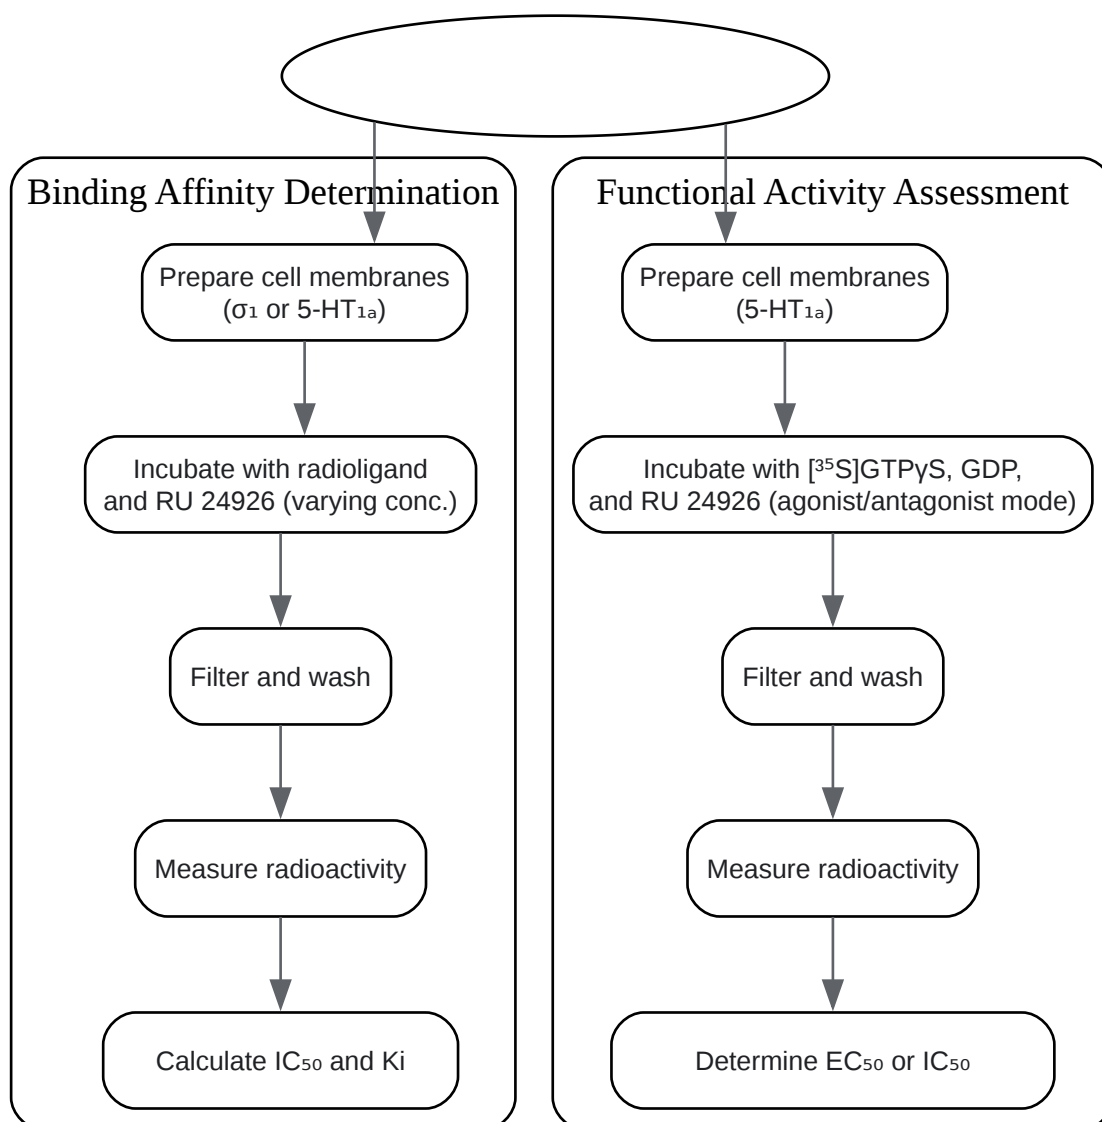 Binding Affinity Determination
Prepare cell membranes
(σ₁ or 5-HT₁ₐ)
Incubate with radioligand
and RU 24926 (varying conc.)
Filter and wash
Measure radioactivity
Calculate IC₅₀ and Ki
Functional Activity Assessment
Prepare cell membranes
(5-HT₁ₐ)
Incubate with [³⁵S]GTPγS, GDP,
and RU 24926 (agonist/antagonist mode)
Filter and wash
Measure radioactivity
Determine EC₅₀ or IC₅₀